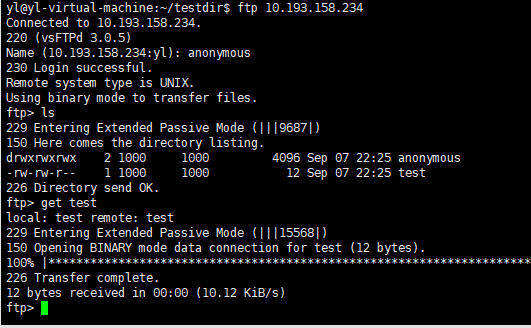 yl@yl-virtual-machine:~/testdir$ ftp 10.193.158.234
Connected to 10.193.158.234.
220 (vsFTPd 3.0.5)
Name (10.193.158.234:yl): anonymous
230 Login successful.
Remote system type is UNIX.
Using binary mode to transfer files.
ftp> ls
229 Entering Extended Passive Mode (|||9687|)
150 Here comes the directory listing.
drwxrwxrwx    2 1000     1000         4096 Sep 07 22:25 anonymous
-rw-rw-r--    1 1000     1000           12 Sep 07 22:25 test
226 Directory send OK.
ftp> get test
local: test remote: test
229 Entering Extended Passive Mode (|||15568|)
150 Opening BINARY mode data connection for test (12 bytes).
100% |***********************************************************************
226 Transfer complete.
12 bytes received in 00:00 (10.12 KiB/s)
ftp>